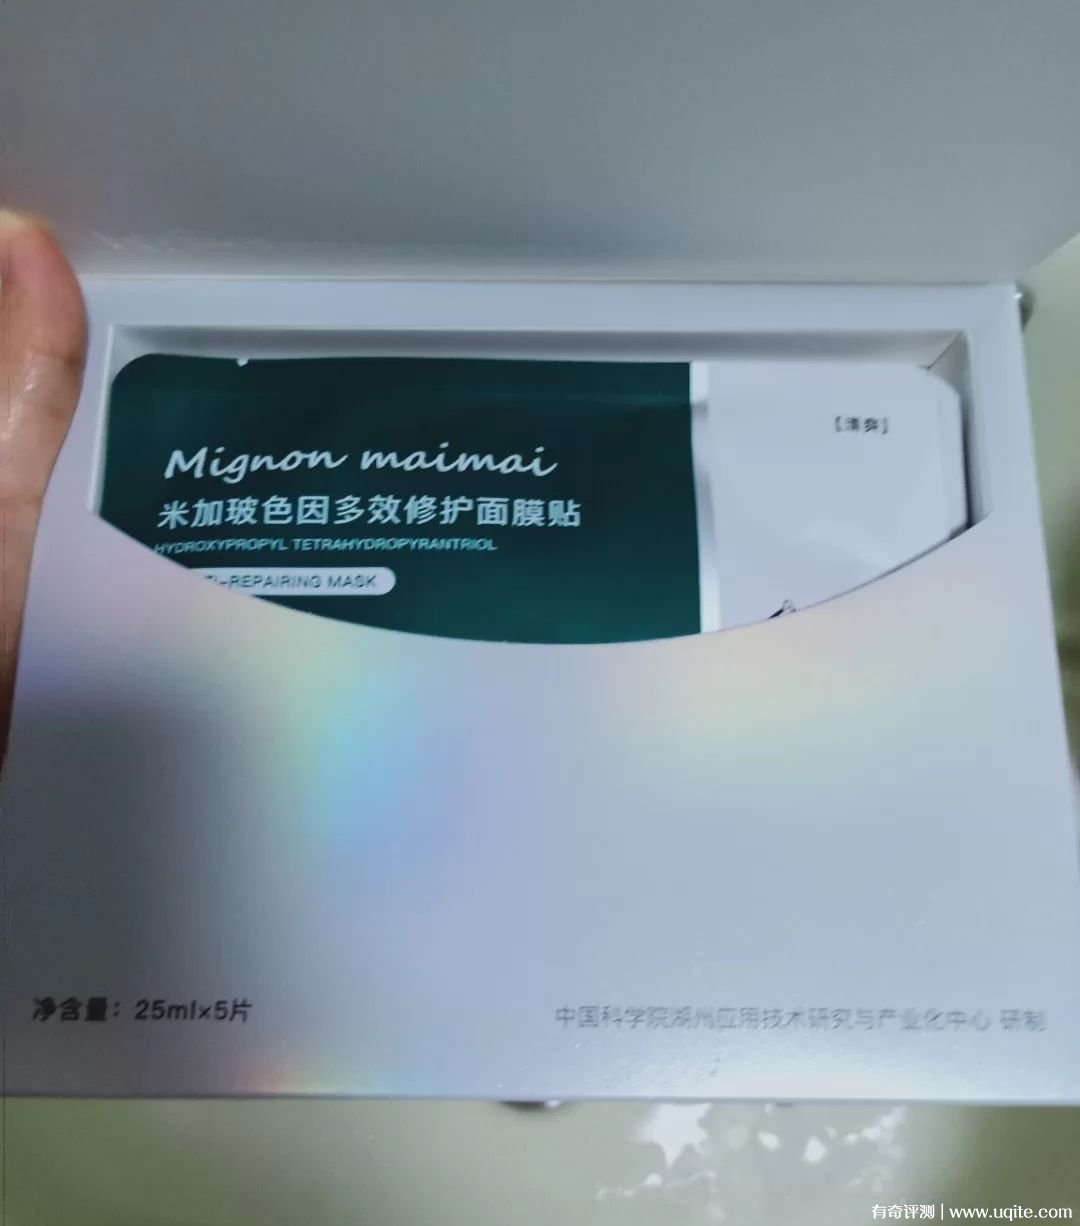 【清爽】
Mignon maimai
米加玻色因多效修护面膜贴
HYDROXYPROPYL TETRAHYDROPYRANTRIOL
TI-REPAIRING MASK
净含量：25ml×5片
中国科学院湖州应用技术研究与产业化中心 研制
有奇评测 | www.uqite.com